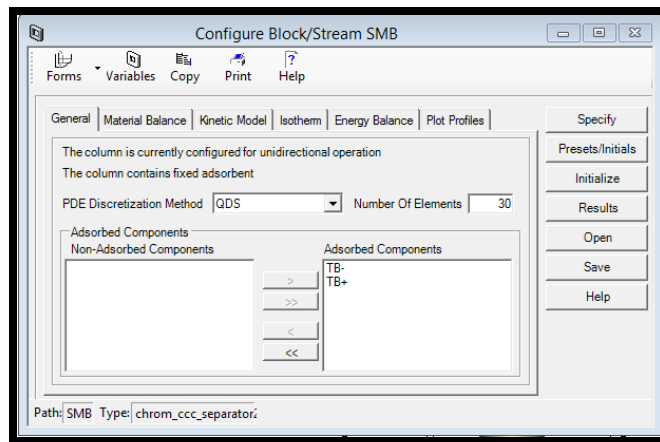 Configure Block/Stream SMB
Forms Variables Copy Print Help
General Material Balance Kinetic Model Isotherm Energy Balance Plot Profiles
The column is currently configured for unidirectional operation
The column contains fixed adsorbent
PDE Discretization Method QDS Number Of Elements 30
Adsorbed Components
Non-Adsorbed Components Adsorbed Components
TB-
TB+
>
>>
<
<<
Specify
Presets/Initials
Initialize
Results
Open
Save
Help
Path: SMB Type: chrom_ccc_separator2